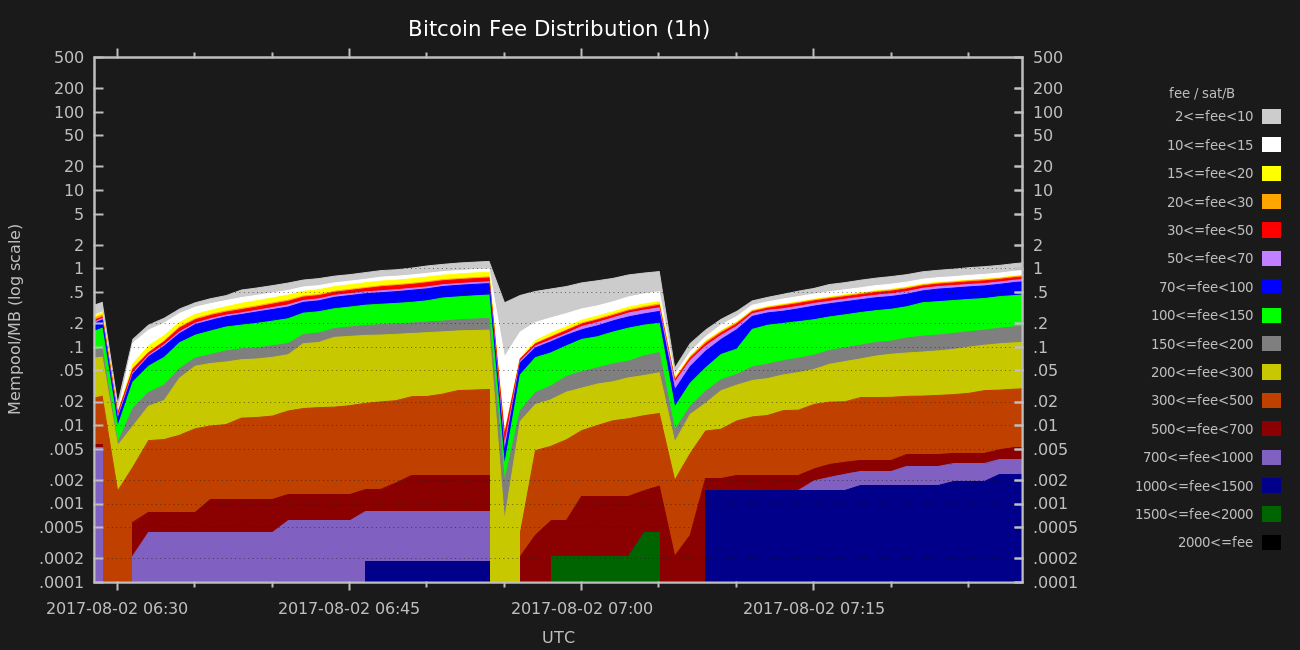 Bitcoin Fee Distribution (1h)
Mempool/MB (log scale)
500
200
100
50
20
10
5
2
1
.5
.2
.1
.05
.02
.01
.005
.002
.001
.0005
.0002
.0001
500
200
100
50
20
10
5
2
1
.5
.2
.1
.05
.02
.01
.005
.002
.001
.0005
.0002
.0001
2017-08-02 06:30
2017-08-02 06:45
2017-08-02 07:00
2017-08-02 07:15
UTC
fee / sat/B
2<=fee<10
10<=fee<15
15<=fee<20
20<=fee<30
30<=fee<50
50<=fee<70
70<=fee<100
100<=fee<150
150<=fee<200
200<=fee<300
300<=fee<500
500<=fee<700
700<=fee<1000
1000<=fee<1500
1500<=fee<2000
2000<=fee